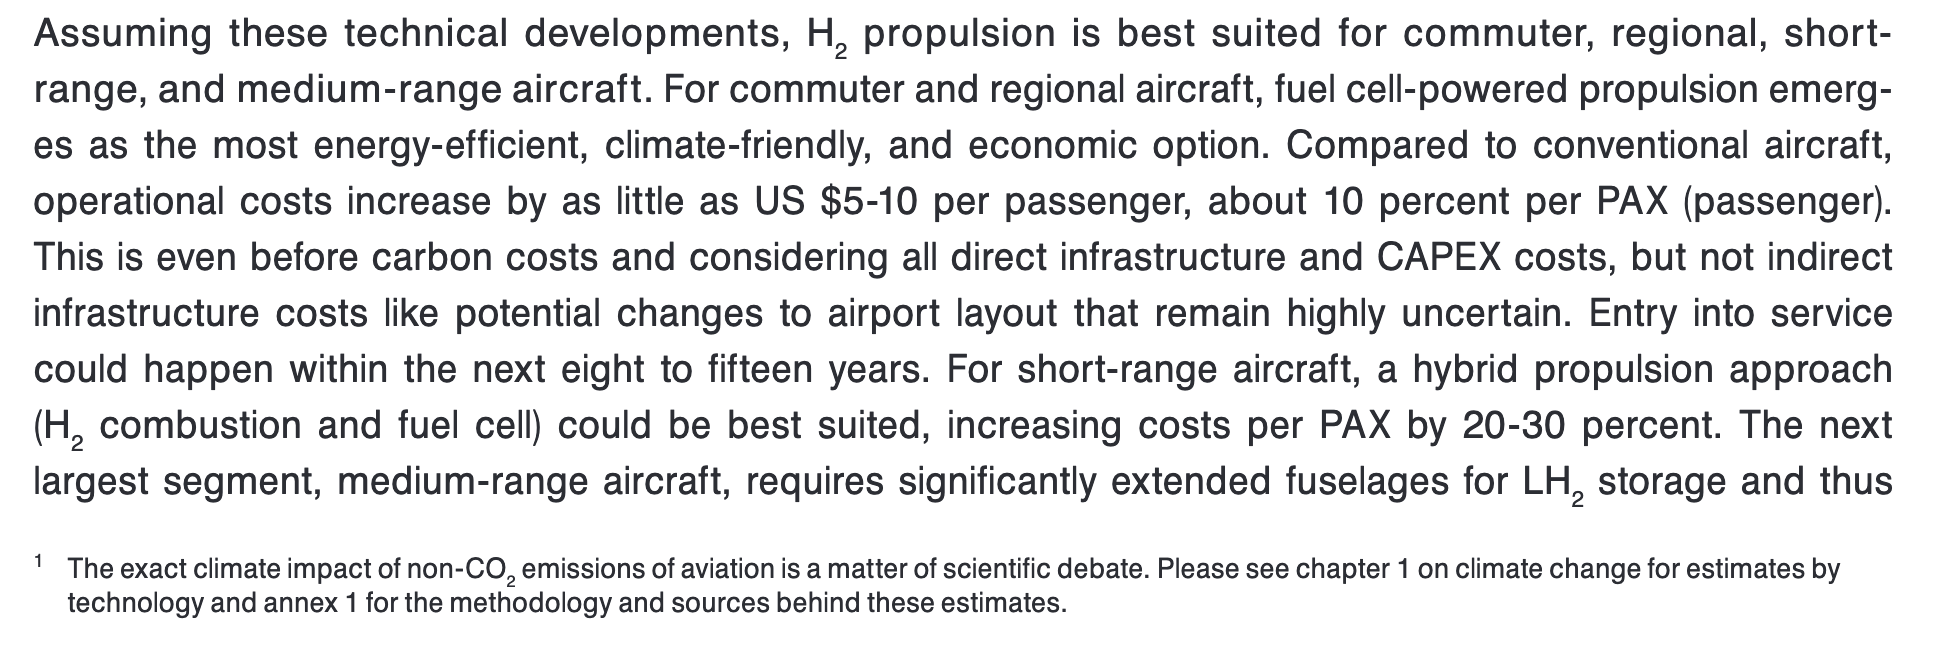 Assuming these technical developments, H₂ propulsion is best suited for commuter, regional, short-
range, and medium-range aircraft. For commuter and regional aircraft, fuel cell-powered propulsion emerg-
es as the most energy-efficient, climate-friendly, and economic option. Compared to conventional aircraft,
operational costs increase by as little as US $5-10 per passenger, about 10 percent per PAX (passenger).
This is even before carbon costs and considering all direct infrastructure and CAPEX costs, but not indirect
infrastructure costs like potential changes to airport layout that remain highly uncertain. Entry into service
could happen within the next eight to fifteen years. For short-range aircraft, a hybrid propulsion approach
(H₂ combustion and fuel cell) could be best suited, increasing costs per PAX by 20-30 percent. The next
largest segment, medium-range aircraft, requires significantly extended fuselages for LH₂ storage and thus
¹ The exact climate impact of non-CO₂ emissions of aviation is a matter of scientific debate. Please see chapter 1 on climate change for estimates by
technology and annex 1 for the methodology and sources behind these estimates.